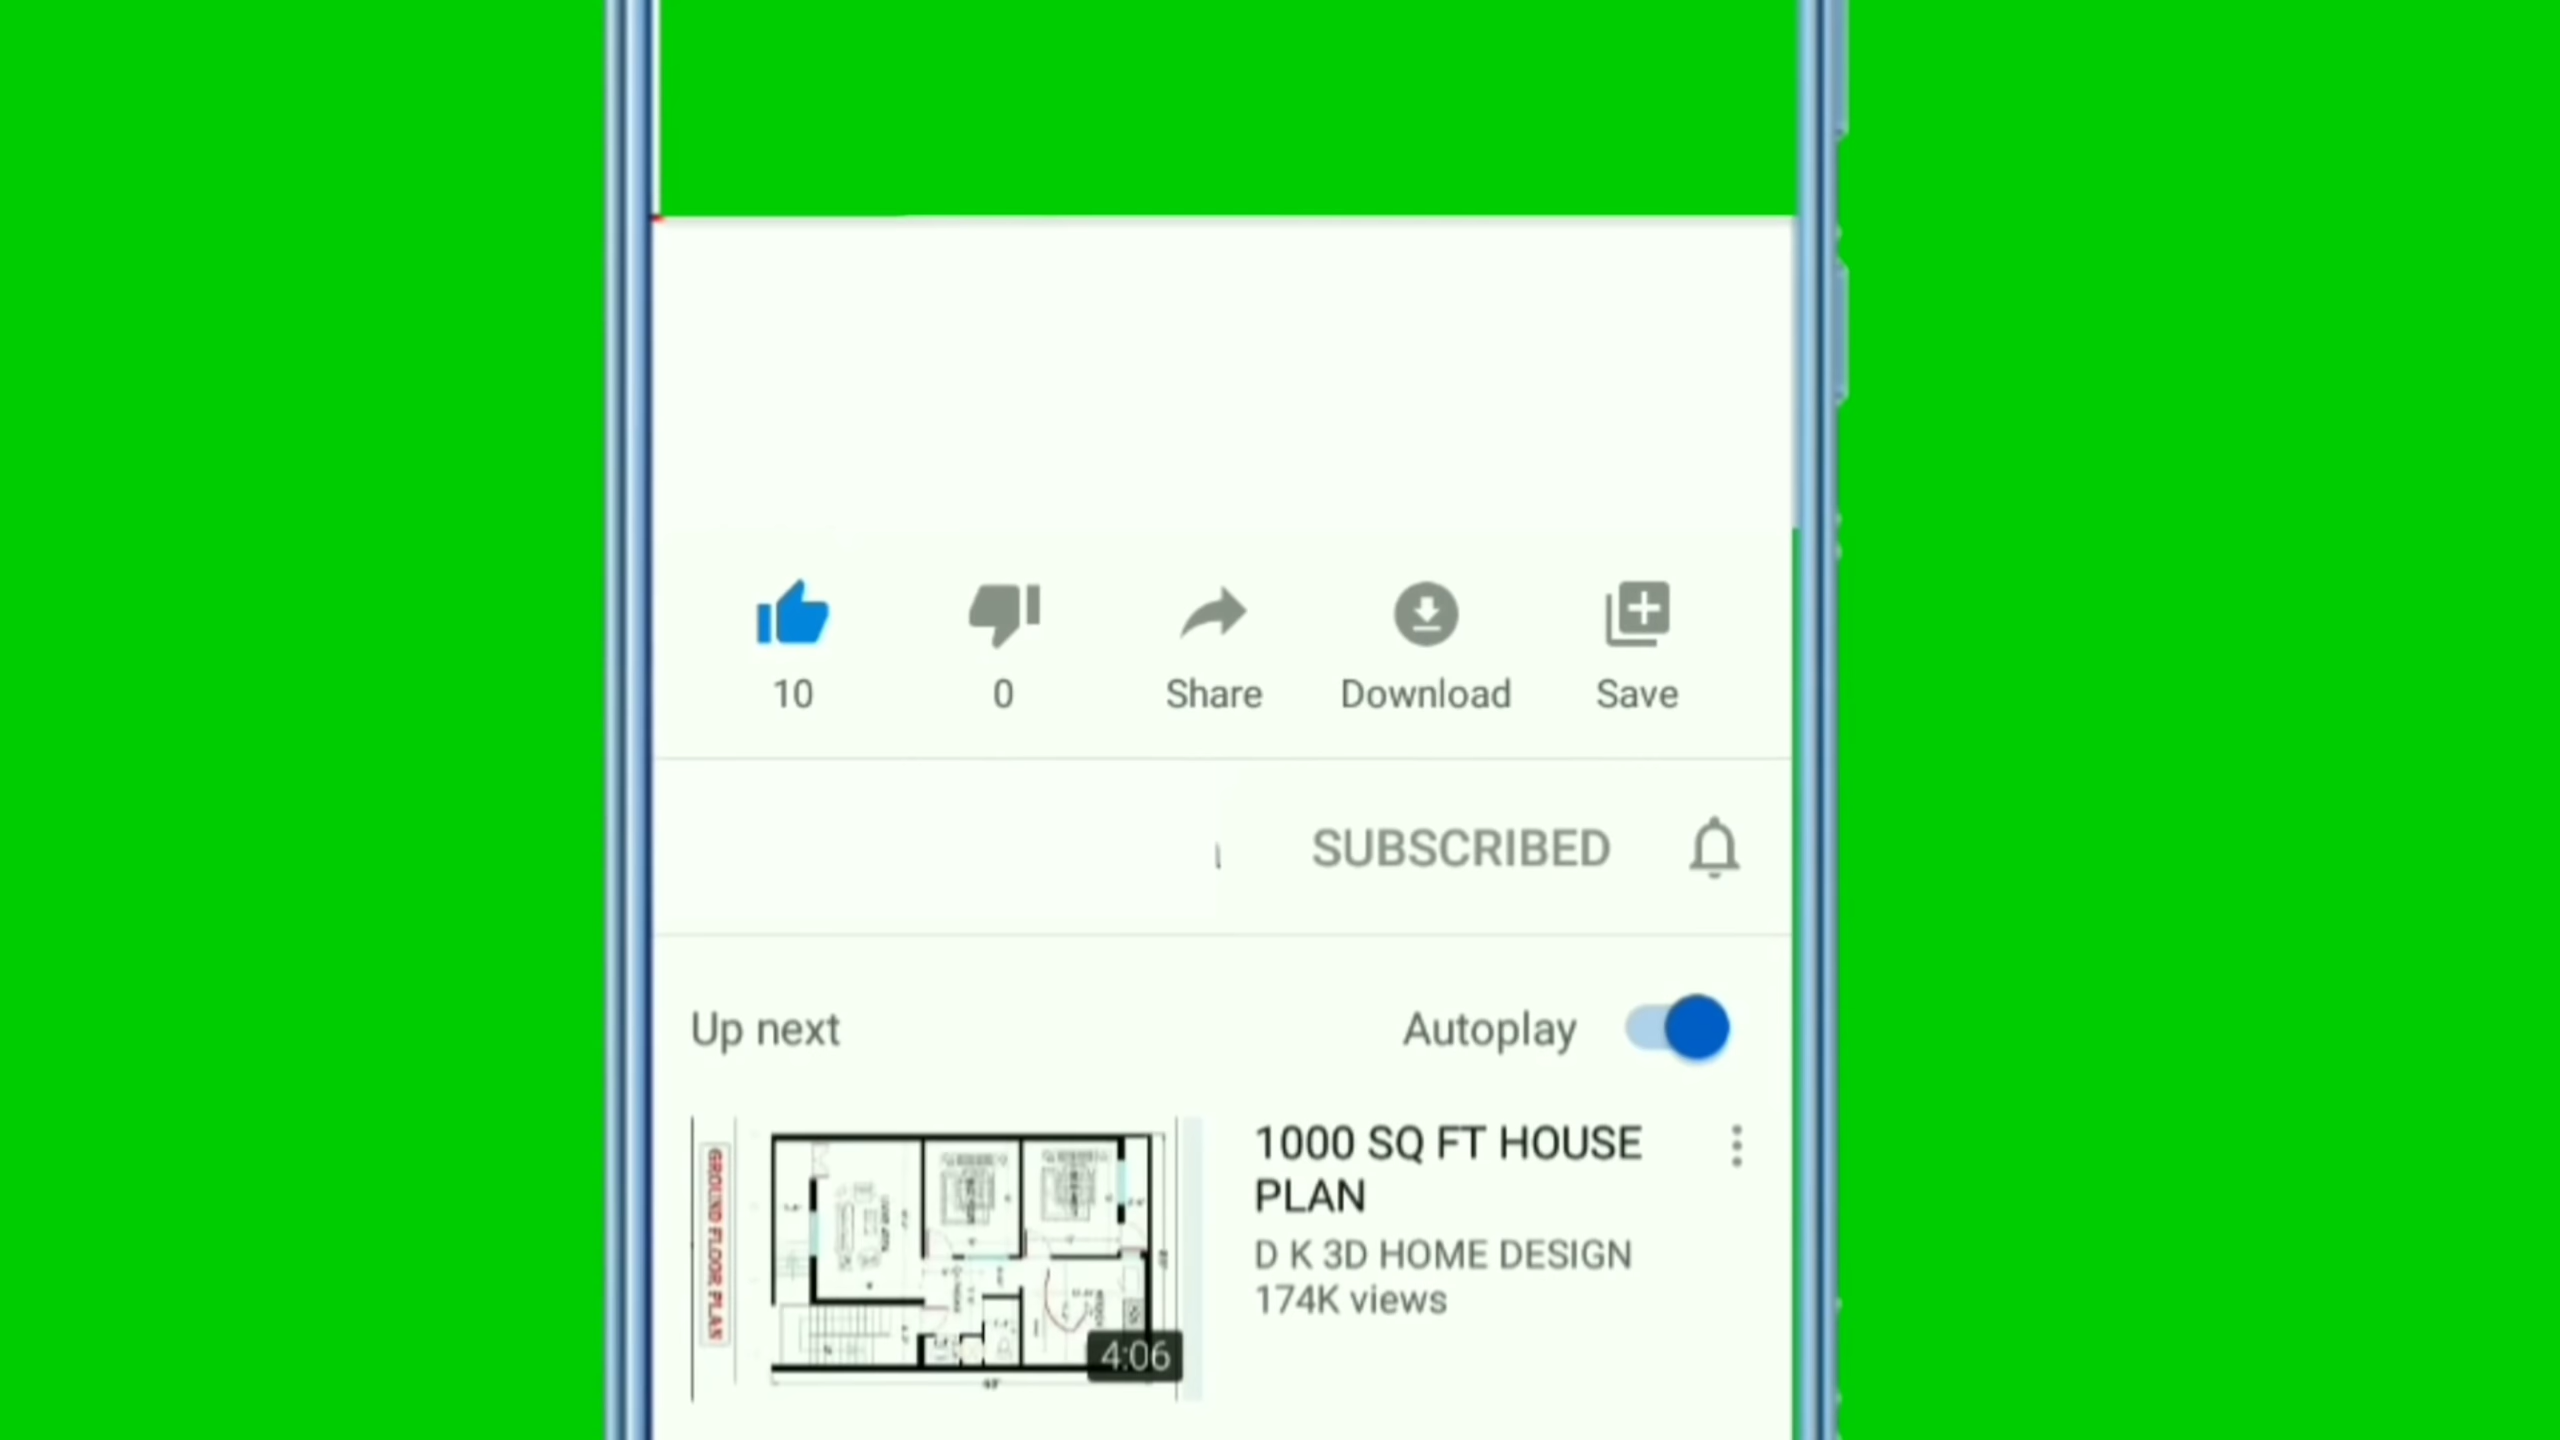 10
0
Share
Download
Save
SUBSCRIBED
Up next
Autoplay
GROUND FLOOR PLAN
4:06
1000 SQ FT HOUSE
PLAN
D K 3D HOME DESIGN
174K views